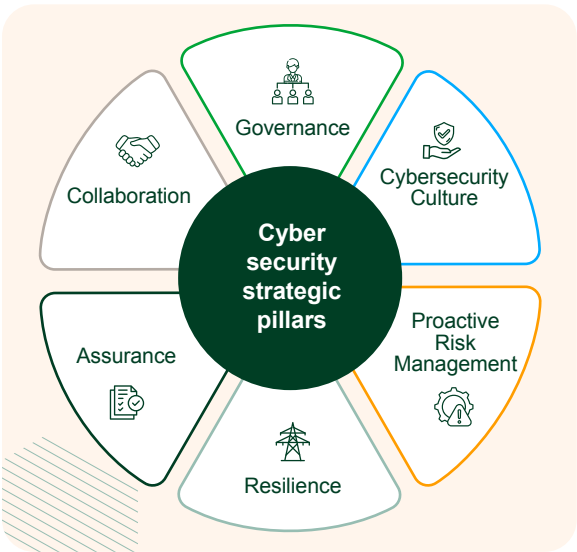 Governance
Cybersecurity
Culture
Proactive
Risk
Management
Resilience
Assurance
Collaboration
Cyber
security
strategic
pillars